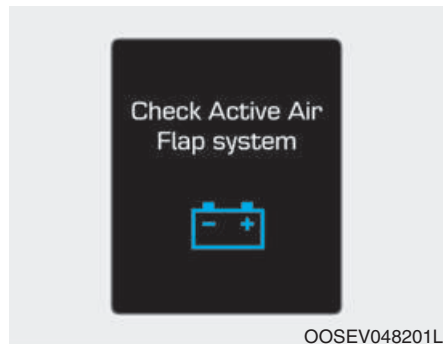 Check Active Air
Flap system
- +
OOSEV048201L